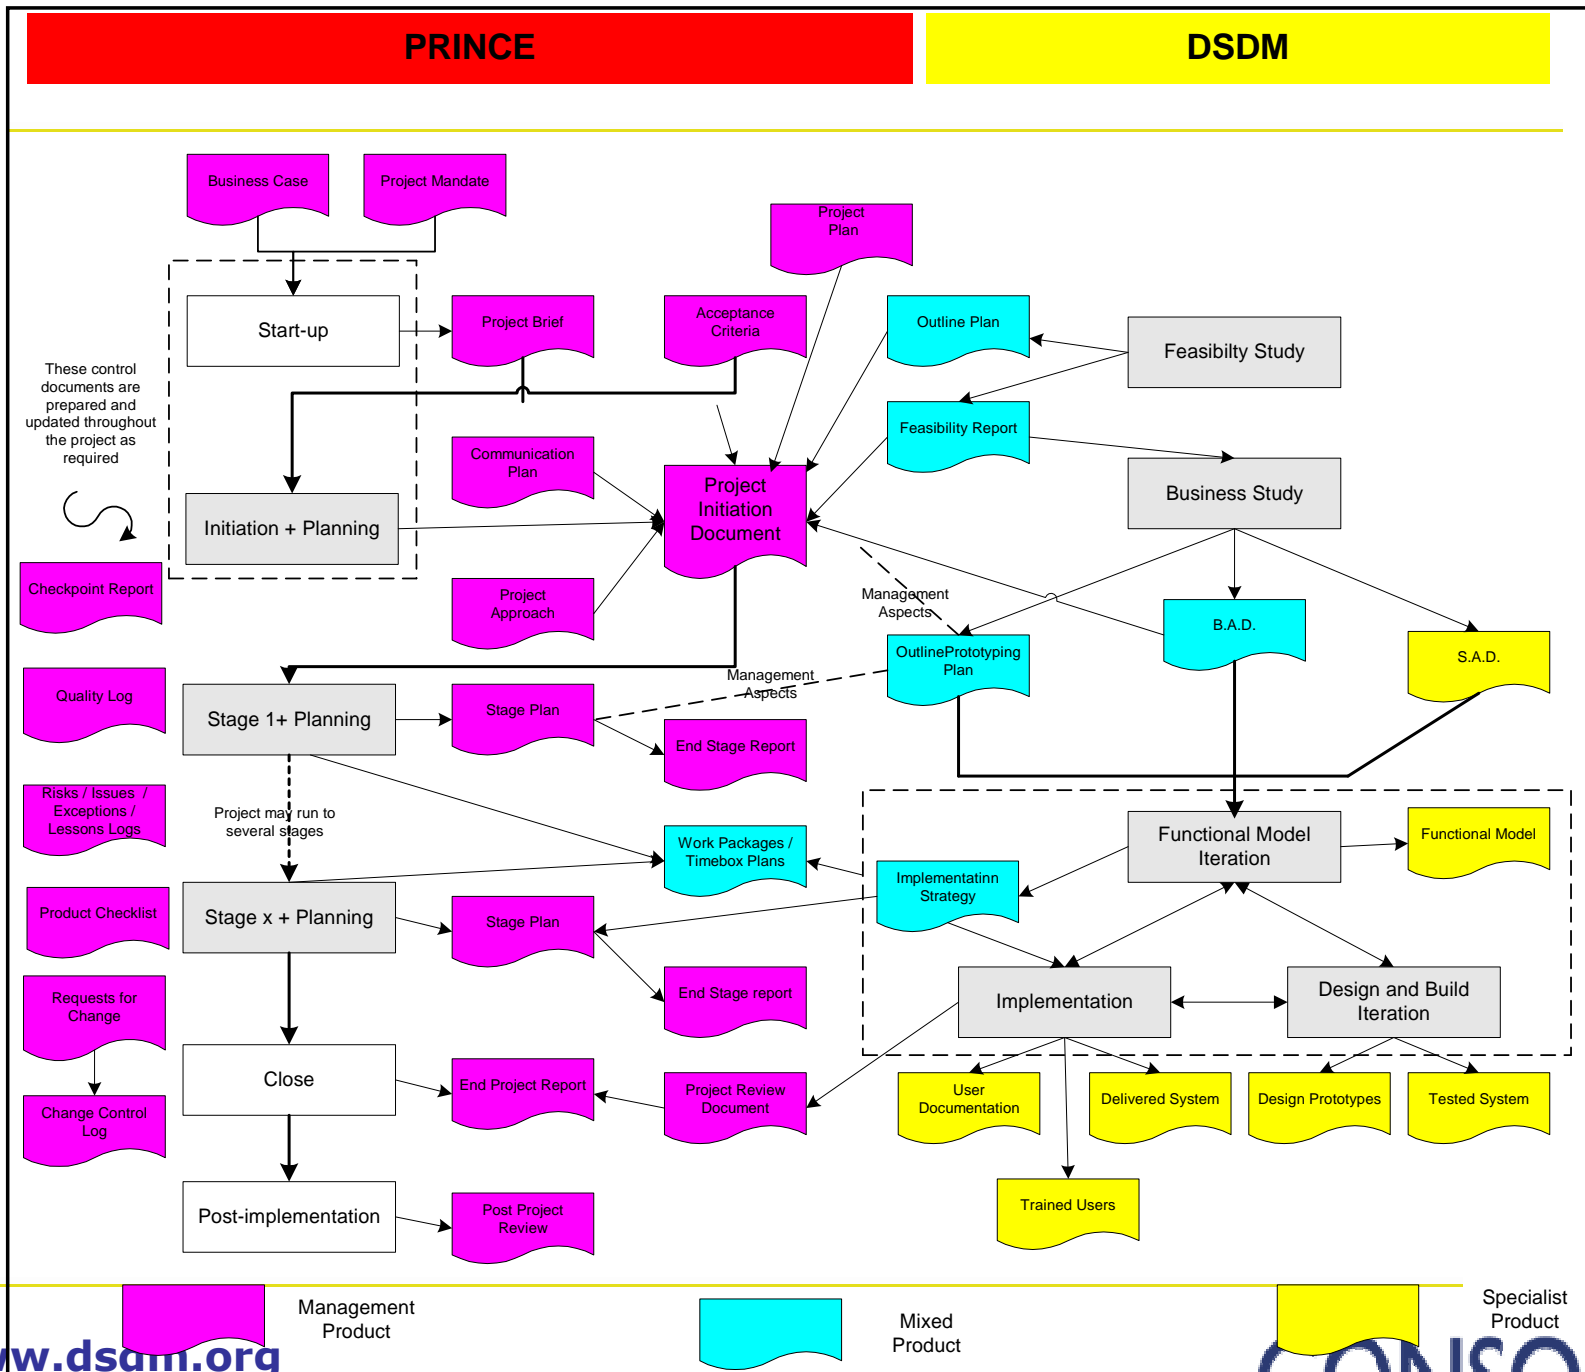 PRINCE
DSDM
Business Case
Project Mandate
Project
Plan
Start-up
Project Brief
Acceptance
Criteria
Outline Plan
Feasibilty Study
These control
documents are
prepared and
updated throughout
the project as
required
Feasibility Report
Communication
Plan
Project
Initiation
Document
Business Study
Initiation + Planning
Checkpoint Report
Project
Approach
Management
Aspects
B.A.D.
OutlinePrototyping
Plan
S.A.D.
Management
Aspects
Quality Log
Stage 1+ Planning
Stage Plan
End Stage Report
Risks / Issues /
Exceptions /
Lessons Logs
Project may run to
several stages
Work Packages /
Timebox Plans
Functional Model
Iteration
Functional Model
Implementatinn
Strategy
Product Checklist
Stage x + Planning
Stage Plan
Requests for
Change
End Stage report
Implementation
Design and Build
Iteration
Close
End Project Report
Project Review
Document
User
Documentation
Delivered System
Design Prototypes
Tested System
Change Control
Log
Post-implementation
Post Project
Review
Trained Users
Management
Product
Mixed
Product
Specialist
Product
w.dsdm.org
CONSO